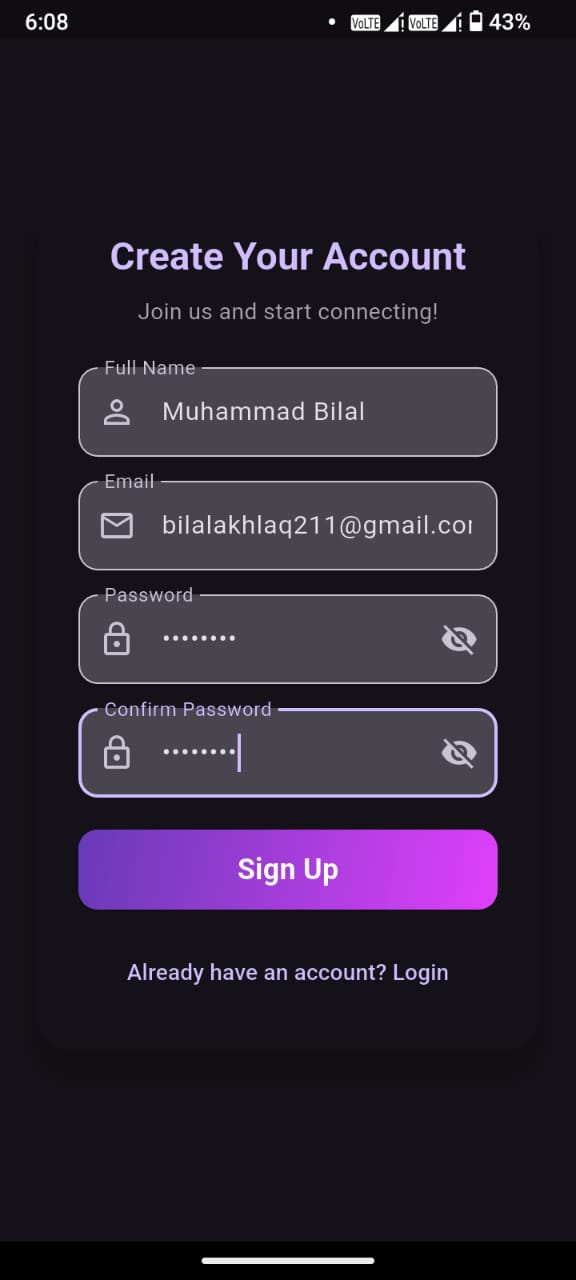 6:08 VoLTE VoLTE 43%
Create Your Account
Join us and start connecting!
Full Name
Muhammad Bilal
Email
bilalakhlaq211@gmail.com
Password
••••••••
Confirm Password
••••••••
Sign Up
Already have an account? Login